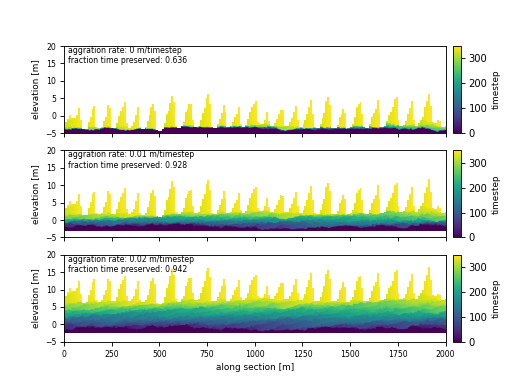 aggration rate: 0 m/timestep
fraction time preserved: 0.636
20
15
10
5
0
−5
elevation [m]
300
200
100
0
timestep
aggration rate: 0.01 m/timestep
fraction time preserved: 0.928
20
15
10
5
0
−5
elevation [m]
300
200
100
0
timestep
aggration rate: 0.02 m/timestep
fraction time preserved: 0.942
20
15
10
5
0
−5
elevation [m]
300
200
100
0
timestep
0 250 500 750 1000 1250 1500 1750 2000
along section [m]